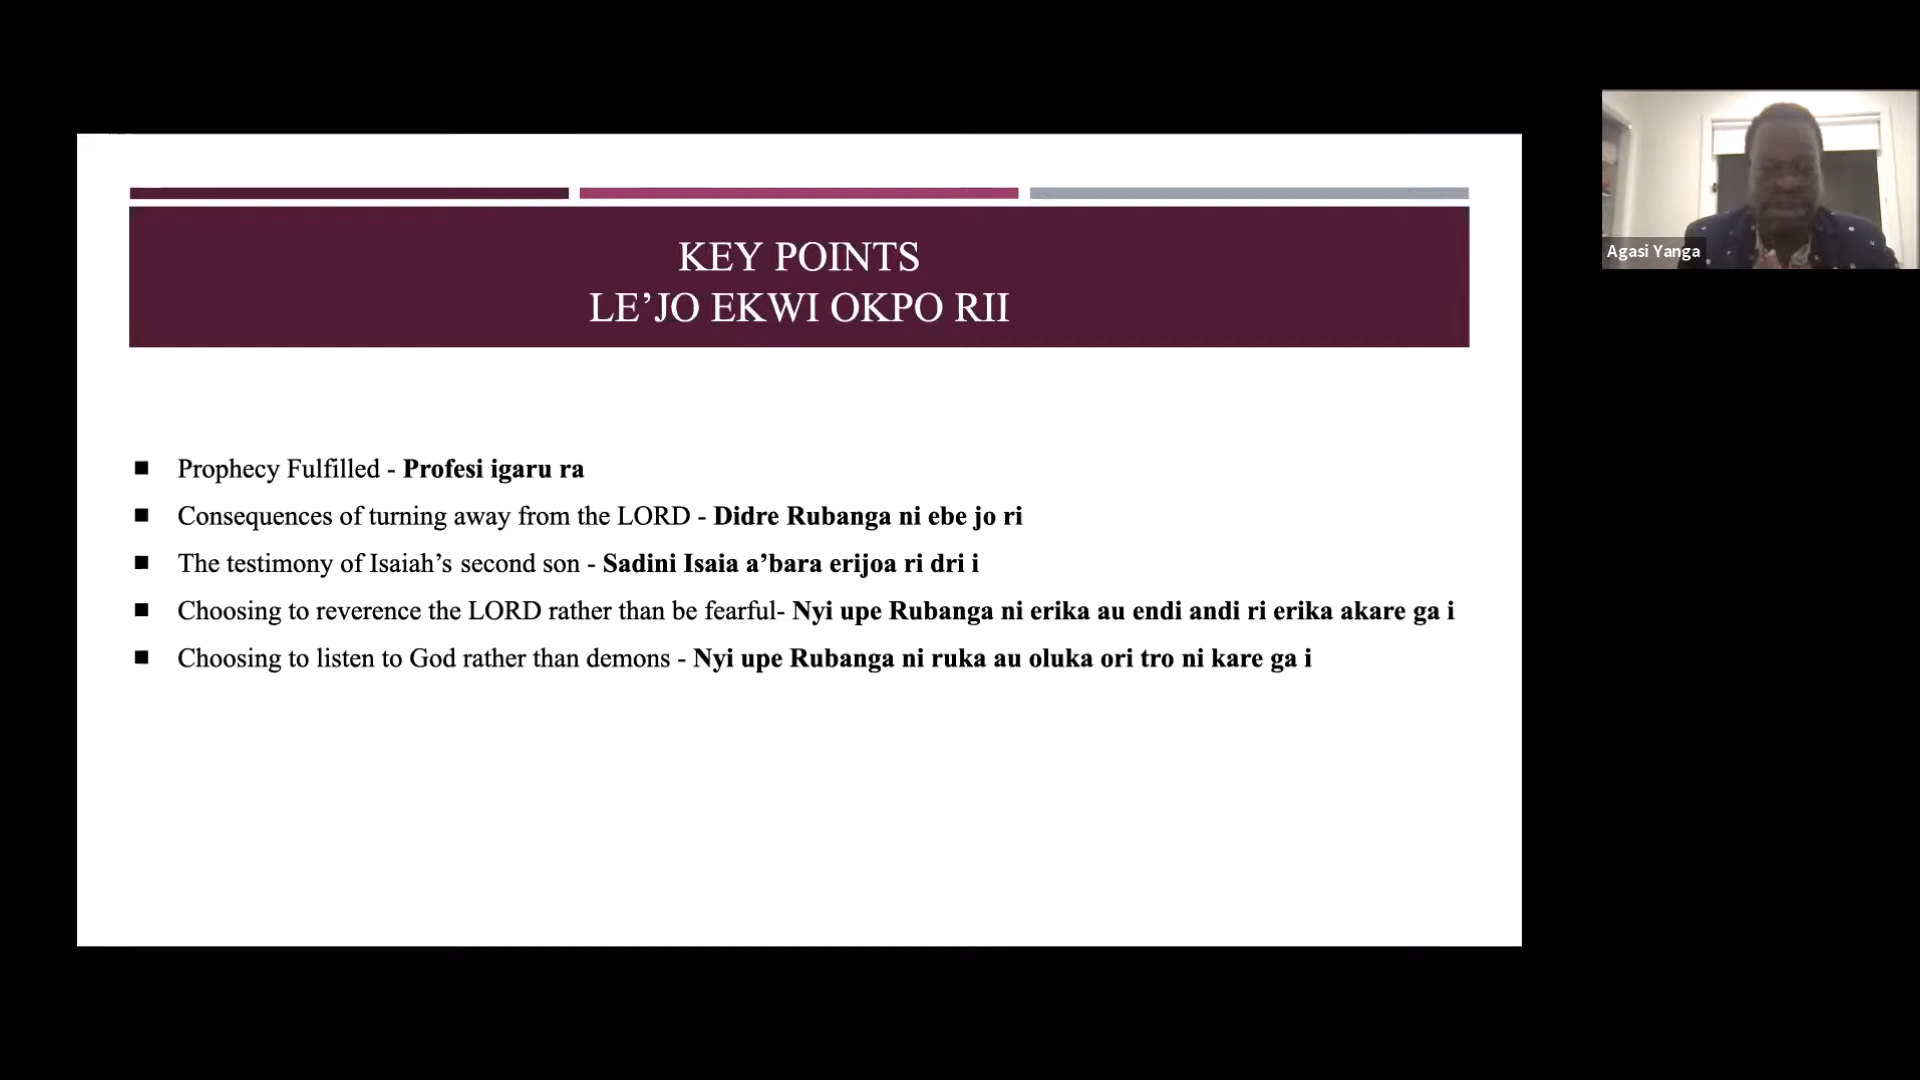 KEY POINTS
LE’JO EKWI OKPO RII
Agasi Yanga
■ Prophecy Fulfilled - Profesi igaru ra
■ Consequences of turning away from the LORD - Didre Rubanga ni ebe jo ri
■ The testimony of Isaiah’s second son - Sadini Isaia a’bara erijoa ri dri i
■ Choosing to reverence the LORD rather than be fearful- Nyi upe Rubanga ni erika au endi andi ri erika akare ga i
■ Choosing to listen to God rather than demons - Nyi upe Rubanga ni ruka au oluka ori tro ni kare ga i